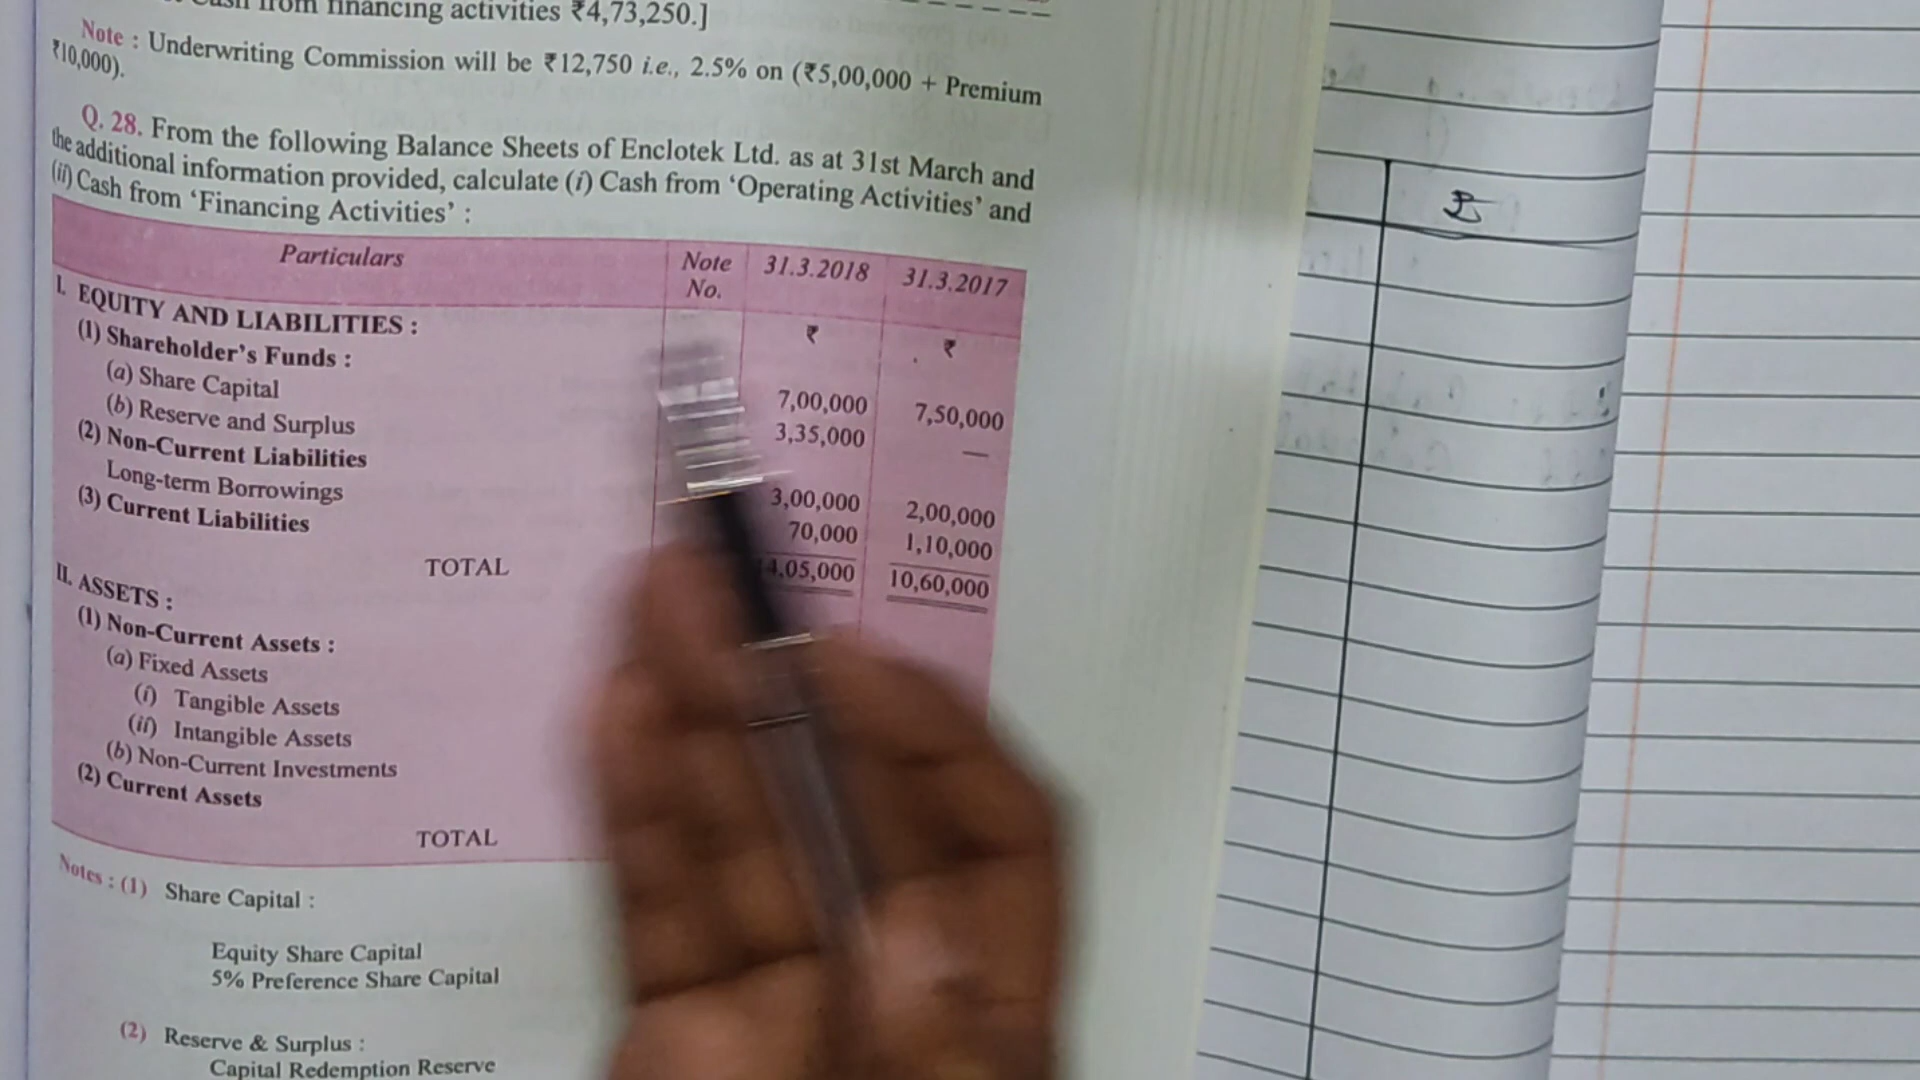 from financing activities ₹4,73,250.]
Note : Underwriting Commission will be ₹12,750 i.e., 2.5% on (₹5,00,000 + Premium
₹10,000).
Q. 28. From the following Balance Sheets of Enclotek Ltd. as at 31st March and
the additional information provided, calculate (i) Cash from ‘Operating Activities’ and
(ii) Cash from ‘Financing Activities’ :
Particulars Note No. 31.3.2018 31.3.2017
I. EQUITY AND LIABILITIES : ₹ ₹
(1) Shareholder’s Funds :
(a) Share Capital 7,00,000 7,50,000
(b) Reserve and Surplus 3,35,000 —
(2) Non-Current Liabilities
Long-term Borrowings 3,00,000 2,00,000
(3) Current Liabilities 70,000 1,10,000
TOTAL 4,05,000 10,60,000
II. ASSETS :
(1) Non-Current Assets :
(a) Fixed Assets
(i) Tangible Assets
(ii) Intangible Assets
(b) Non-Current Investments
(2) Current Assets
TOTAL
Notes : (1) Share Capital :
Equity Share Capital
5% Preference Share Capital
(2) Reserve & Surplus :
Capital Redemption Reserve
₹